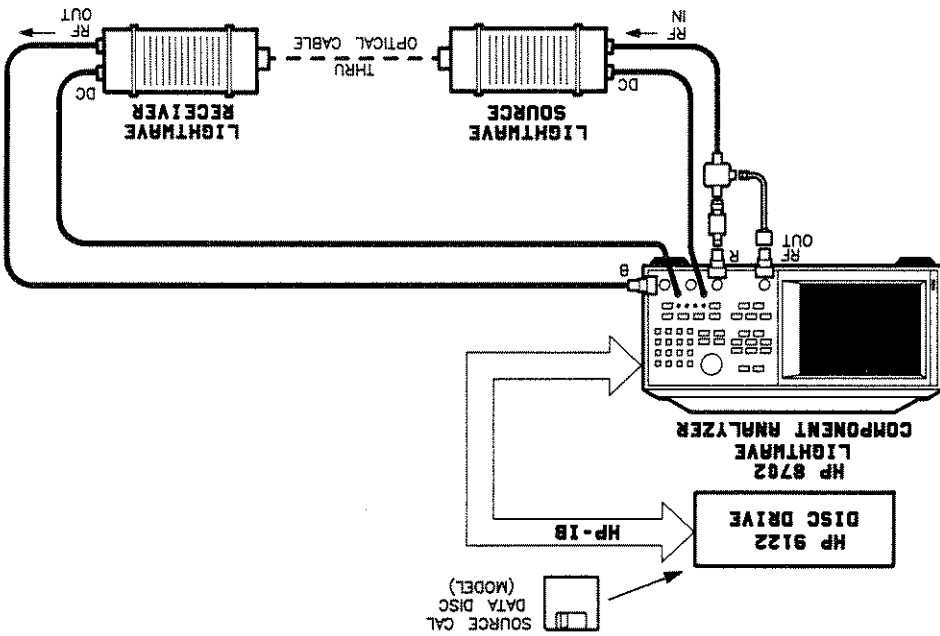 SOURCE CAL
DATA DISC
(MODEL)
HP 9122
DISC DRIVE
HP-IB
HP 8702
LIGHTWAVE
COMPONENT ANALYZER
B
R
RF
OUT
LIGHTWAVE
SOURCE
LIGHTWAVE
RECEIVER
DC
DC
THRU
OPTICAL CABLE
RF
IN
RF
OUT